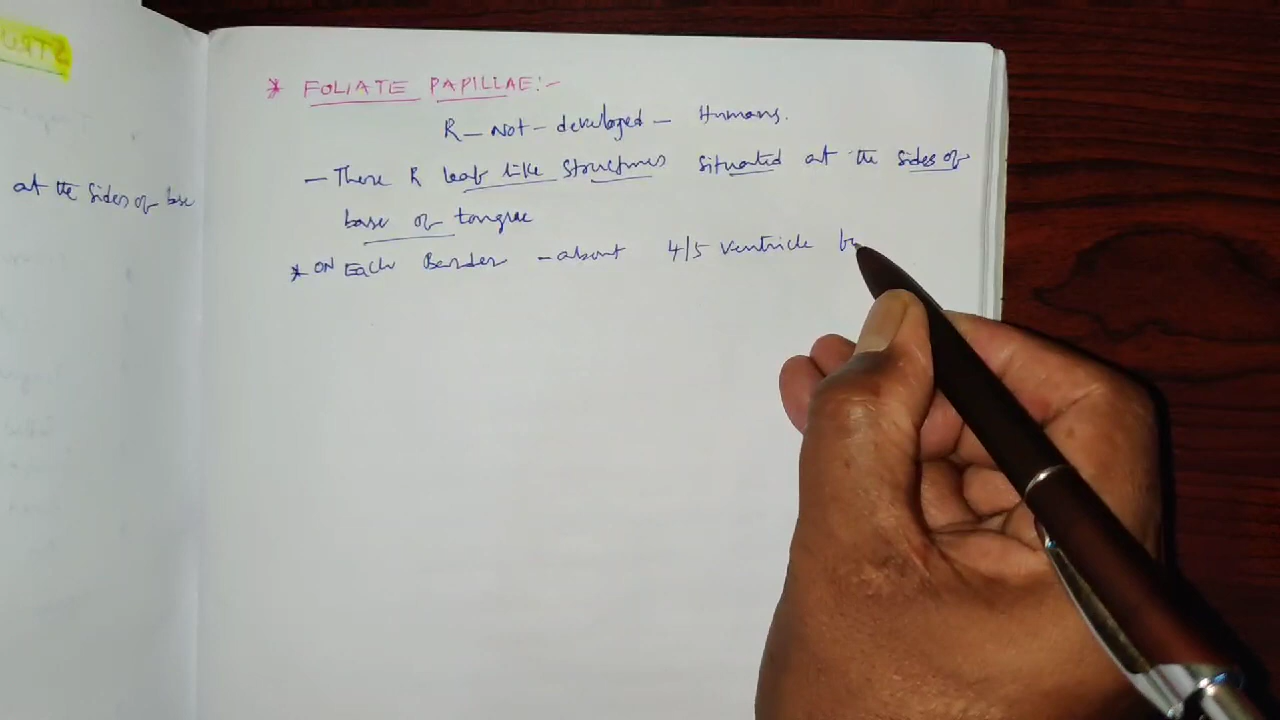 at the sides of base
* FOLIATE PAPILLAE:-
R - Not - developed - Humans.
- These R leaf like structures situated at the sides of
base of tongue
* ON Each Border - about 4/5 ventricle